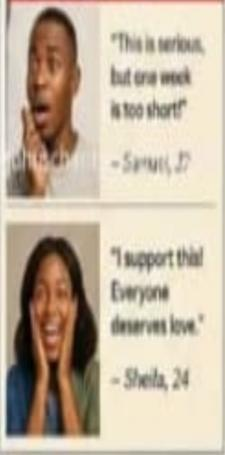 "This is serious,
but one week
is too short!"
"I support this!
Everyone
deserves love."
– Sheila, 24